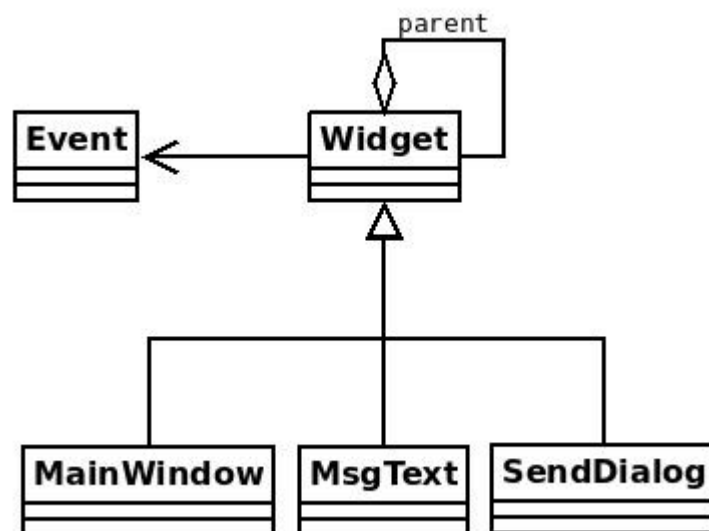 parent
Event
Widget
MainWindow
MsgText
SendDialog